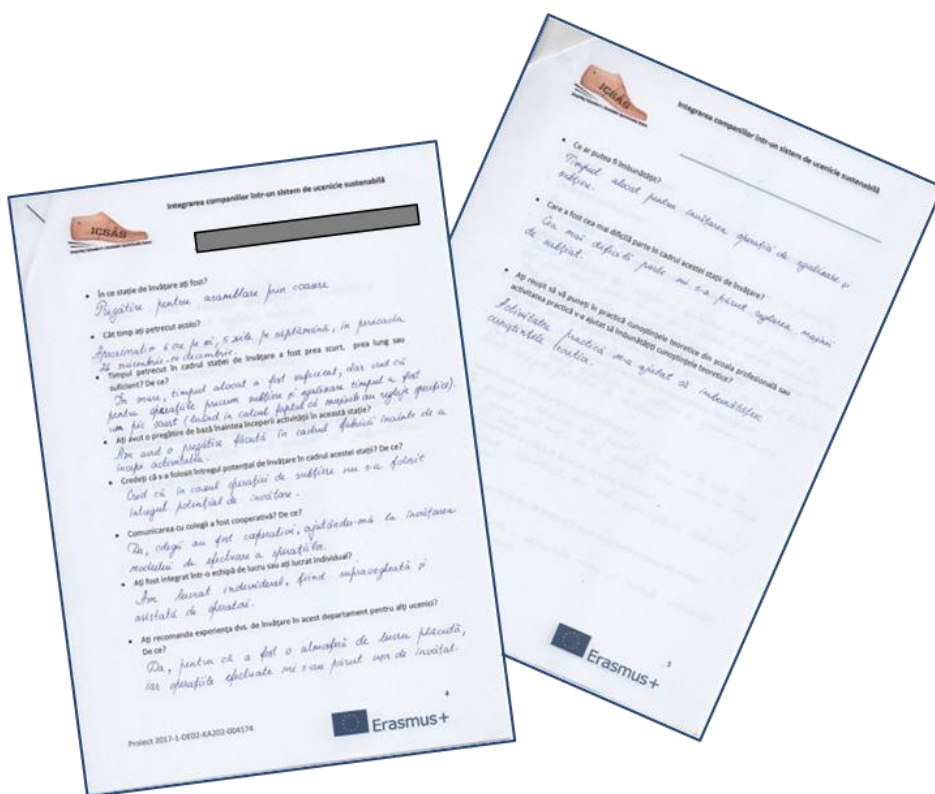 ICSAS
Integrarea companiilor într-un sistem de ucenicie sustenabilă
În ce stație de învățare ați fost?
Pregătire pentru asamblare prin coasere
Cât timp ați petrecut acolo?
Aproximativ 6 ore pe zi, 5 zile pe săptămână, în perioada
26 noiembrie - decembrie.
Timpul petrecut în cadrul stației de învățare a fost prea scurt, prea lung sau
suficient? De ce?
În mare, timpul alocat a fost suficient, dar cred că
pentru operațiile precum subțiere și egalizare timpul a fost
um pic scurt (luând în calcul faptul că mașinile au reglaje specifice).
Ați avut o pregătire de bază înaintea începerii activității în această stație?
Am avut o pregătire făcută în cadrul fabricii înainte de a
începe activitatea.
Credeți că s-a folosit întregul potențial de învățare în cadrul acestei stații? De ce?
Cred că în cazul operației de subțiere nu s-a folosit
întregul potențial de învățare.
Comunicarea cu colegii a fost cooperativă? De ce?
Da, colegii au fost coperativi, ajutându-mă la învățarea
modului de efectuare a operațiilor.
Ați fost integrat într-o echipă de lucru sau ați lucrat individual?
Am lucrat individual, fiind supravegheată și
asistată de operatori.
Ați recomanda experiența dvs. de învățare în acest departament pentru alți ucenici?
De ce?
Da, pentru că a fost o atmosferă de lucru plăcută,
iar operațiile efectuate mi s-au părut ușor de învățat.
4
Proiect 2017-1-DE02-KA202-004174
Erasmus+
ICSAS
Integrarea companiilor într-un sistem de ucenicie sustenabilă
Ce ar putea fi îmbunătățit?
Timpul alocat pentru învățarea operației de egalizare și
subțiere.
Care a fost cea mai dificilă parte în cadrul acestei stații de învățare?
Cea mai dificilă parte mi s-a părut reglarea mașinii
de subțiat.
Ați reușit să vă puneți în practică cunoștințele teoretice din școala profesională sau
activitatea practică v-a ajutat să îmbunătățiți cunoștințele teoretice?
Activitatea practică m-a ajutat să îmbunătățesc
cunoștințele teoretice.
Erasmus+
5